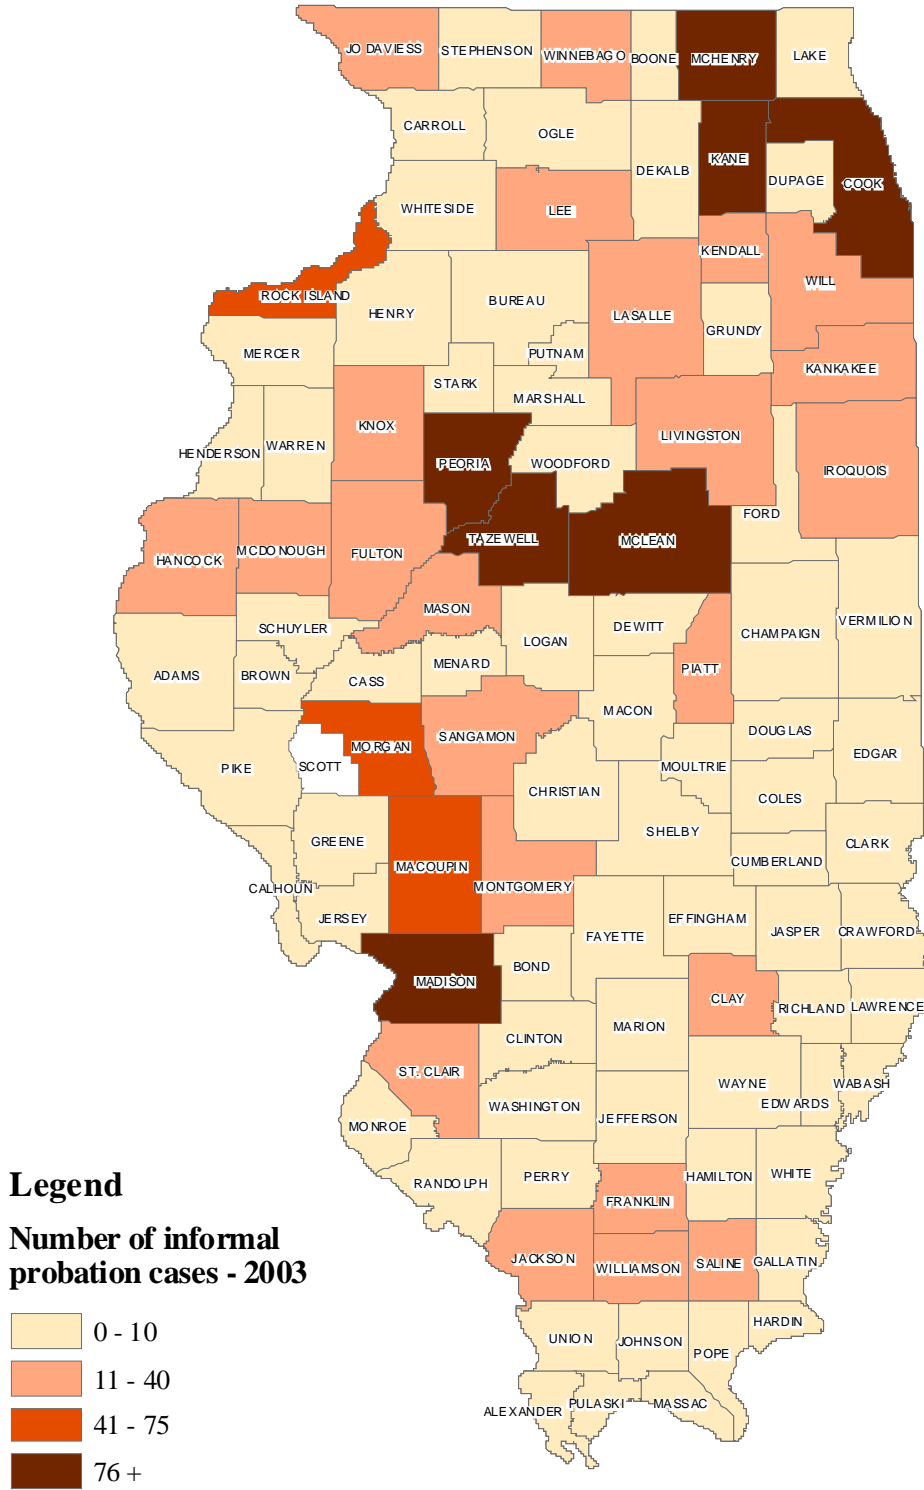 JO DAVIESS
STEPHENSON
WINNEBAGO
BOONE
MCHENRY
LAKE
CARROLL
OGLE
DEKALB
KANE
DUPAGE
COOK
WHITESIDE
LEE
KENDALL
WILL
ROCK ISLAND
HENRY
BUREAU
LASALLE
GRUNDY
MERCER
PUTNAM
KANKAKEE
STARK
MARSHALL
KNOX
LIVINGSTON
HENDERSON
WARREN
PEORIA
WOODFORD
IROQUOIS
FORD
HANCOCK
MCDONOUGH
FULTON
TAZEWELL
MCLEAN
MASON
SCHUYLER
LOGAN
DEWITT
CHAMPAIGN
VERMILION
ADAMS
BROWN
CASS
MENARD
PIATT
MACON
SANGAMON
MORGAN
DOUGLAS
EDGAR
PIKE
SCOTT
MOULTRIE
CHRISTIAN
COLES
SHELBY
GREENE
CLARK
CUMBERLAND
MACOUPIN
MONTGOMERY
CALHOUN
JERSEY
FAYETTE
EFFINGHAM
JASPER
CRAWFORD
BOND
MADISON
CLAY
RICHLAND
LAWRENCE
MARION
CLINTON
ST. CLAIR
WAYNE
WABASH
EDWARDS
WASHINGTON
JEFFERSON
MONROE
RANDOLPH
PERRY
HAMILTON
WHITE
FRANKLIN
JACKSON
WILLIAMSON
SALINE
GALLATIN
HARDIN
UNION
JOHNSON
POPE
ALEXANDER
PULASKI
MASSAC
Legend
Number of informal
probation cases - 2003
0 - 10
11 - 40
41 - 75
76 +